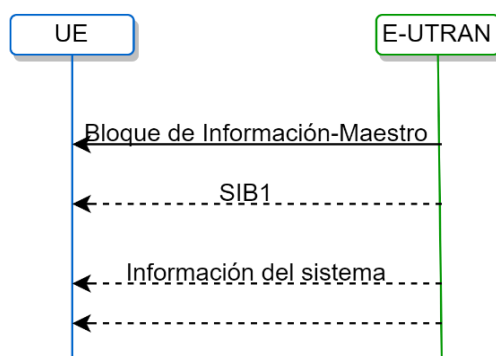 UE
E-UTRAN
Bloque de Información-Maestro
SIB1
Información del sistema